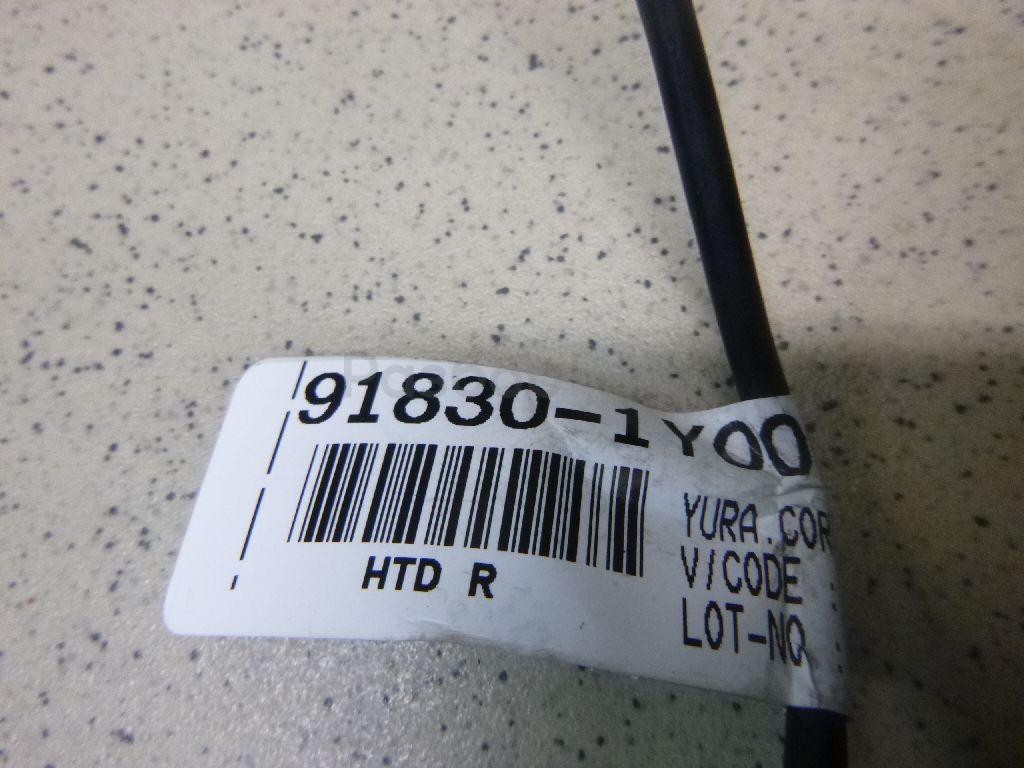 91830-1Y00
YURA.COR
V/CODE :
HTD R
LOT-NO :